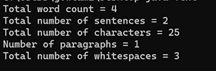 Total word count = 4
Total number of sentences = 2
Total number of characters = 25
Number of paragraphs = 1
Total number of whitespaces = 3